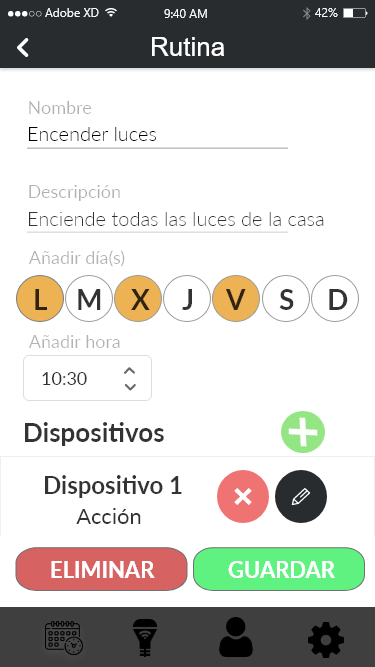 Adobe XD 9:40 AM 42%
Rutina
Nombre
Encender luces
Descripción
Enciende todas las luces de la casa
Añadir día(s)
L M X J V S D
Añadir hora
10:30
Dispositivos
Dispositivo 1
Acción
ELIMINAR GUARDAR